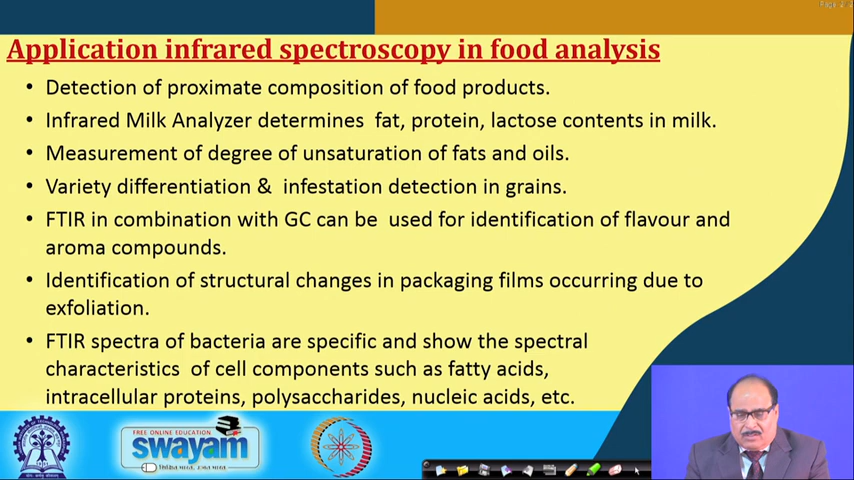 Application infrared spectroscopy in food analysis
• Detection of proximate composition of food products.
• Infrared Milk Analyzer determines fat, protein, lactose contents in milk.
• Measurement of degree of unsaturation of fats and oils.
• Variety differentiation & infestation detection in grains.
• FTIR in combination with GC can be used for identification of flavour and
aroma compounds.
• Identification of structural changes in packaging films occurring due to
exfoliation.
• FTIR spectra of bacteria are specific and show the spectral
characteristics of cell components such as fatty acids,
intracellular proteins, polysaccharides, nucleic acids, etc.
FREE ONLINE EDUCATION
swayam